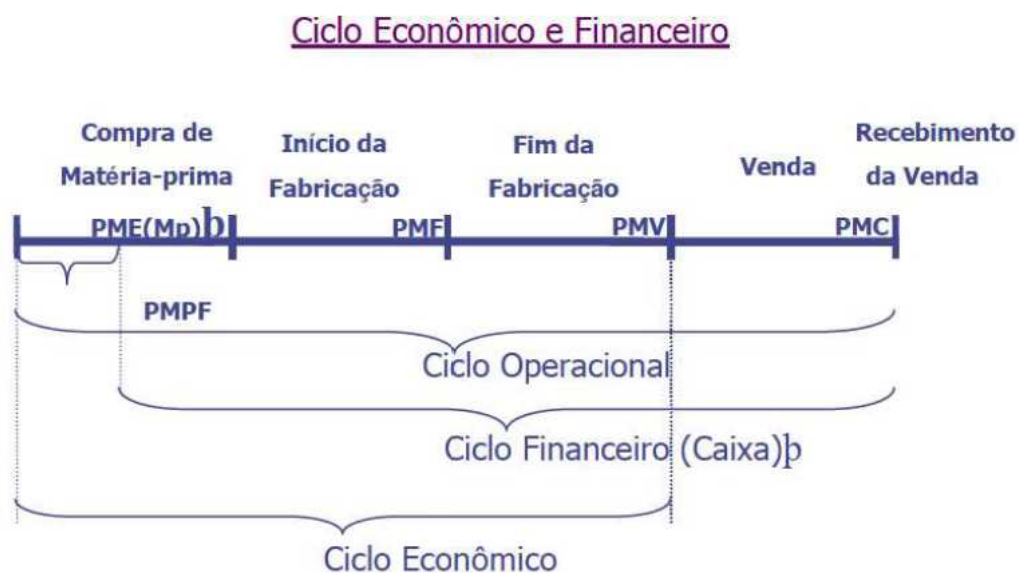 Ciclo Econômico e Financeiro
Compra de
Matéria-prima
Início da
Fabricação
Fim da
Fabricação
Venda
Recebimento
da Venda
PME(Mp)þ
PMF
PMV
PMC
PMPF
Ciclo Operacional
Ciclo Financeiro (Caixa)þ
Ciclo Econômico